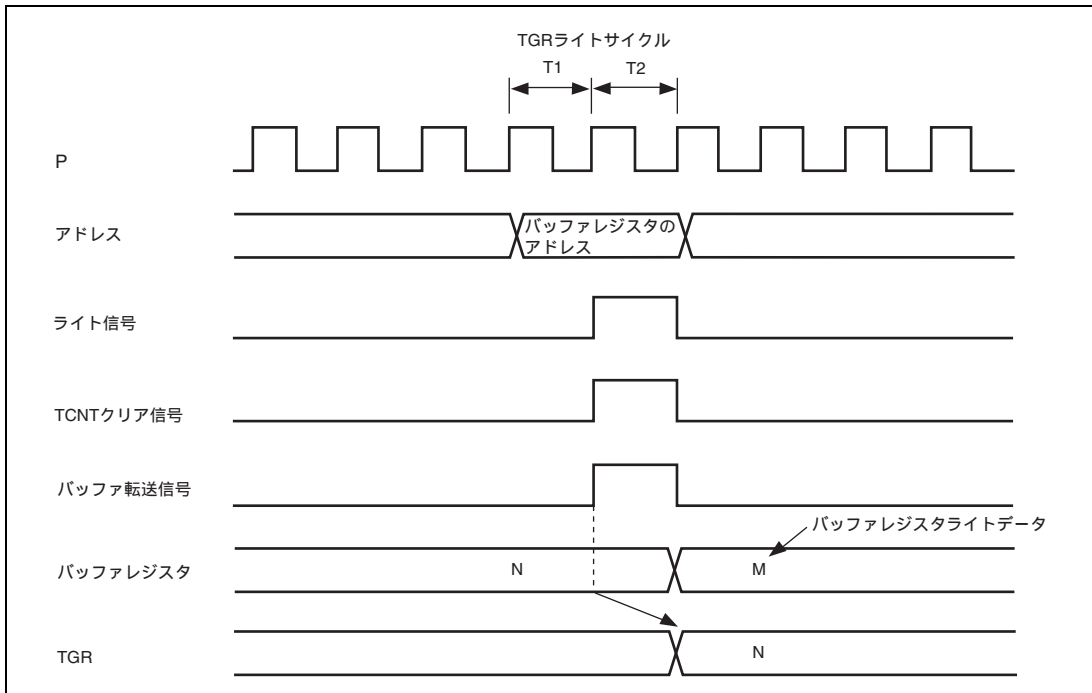 TGRライトサイクル
T1
T2
P
アドレス
バッファレジスタの
アドレス
ライト信号
TCNTクリア信号
バッファ転送信号
バッファレジスタライトデータ
バッファレジスタ
N
M
TGR
N